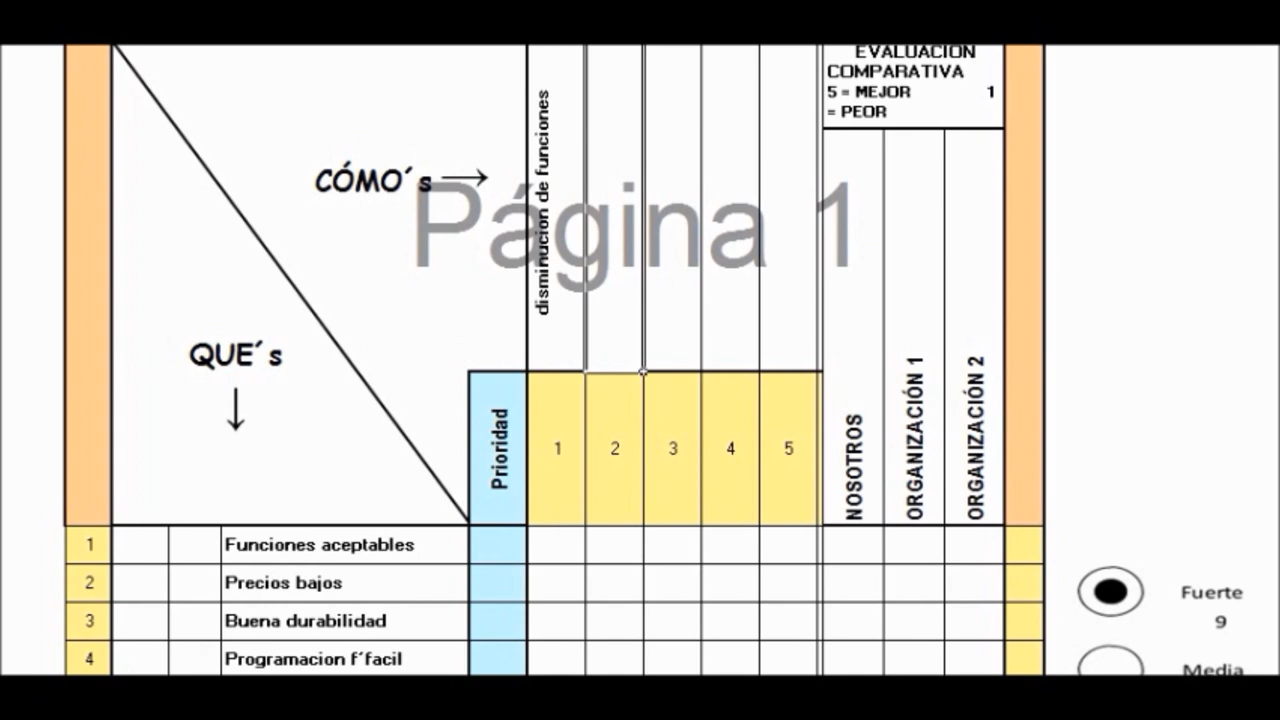 EVALUACION
COMPARATIVA
5 = MEJOR 1
= PEOR
CÓMO´s
disminucion de funciones
Página 1
QUE´s
Prioridad
1 2 3 4 5
NOSOTROS
ORGANIZACIÓN 1
ORGANIZACIÓN 2
1 Funciones aceptables
2 Precios bajos
3 Buena durabilidad
4 Programacion f´facil
Fuerte
9
Media